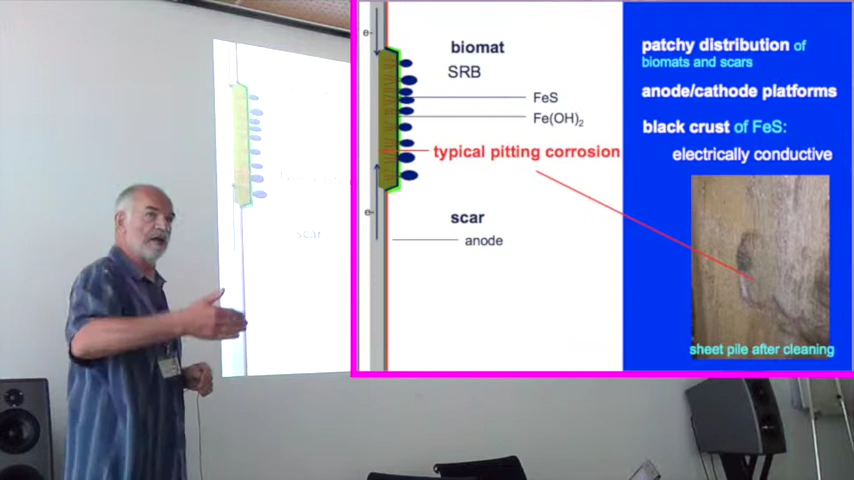 e-
biomat
SRB
FeS
Fe(OH)2
typical pitting corrosion
e-
scar
anode
patchy distribution of
biomats and scars
anode/cathode platforms
black crust of FeS:
electrically conductive
sheet pile after cleaning
scar